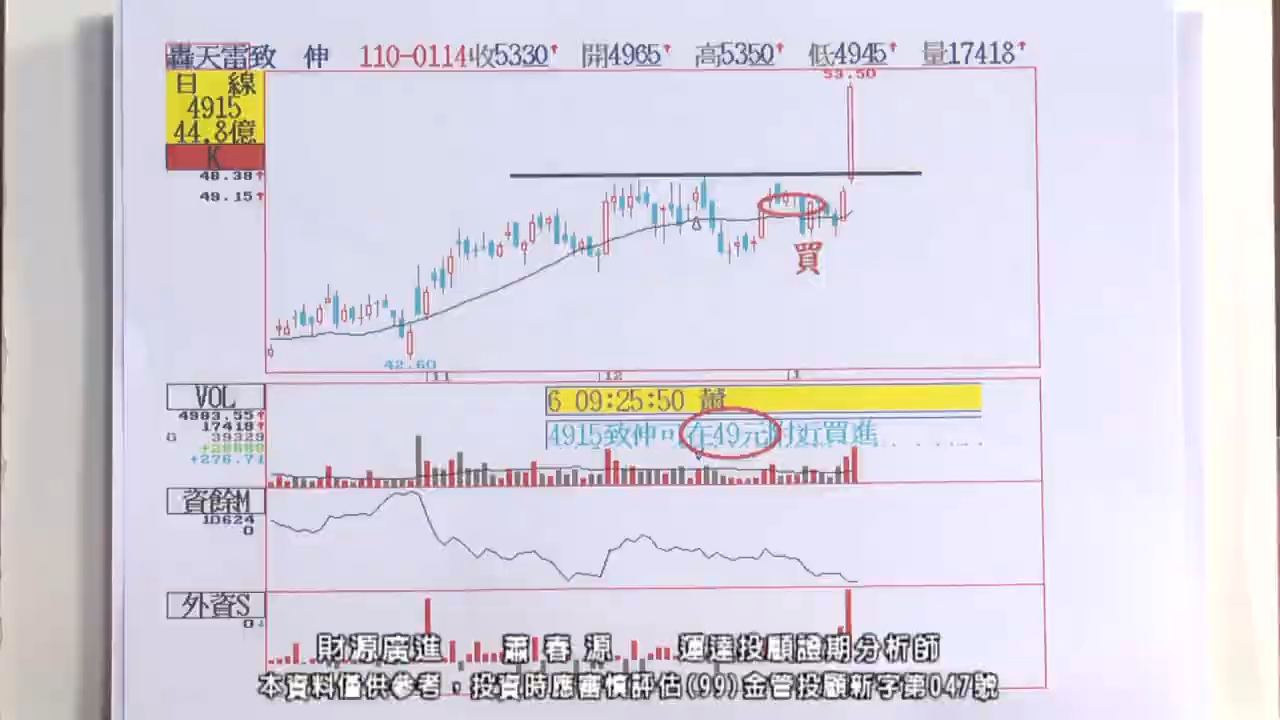 轟天雷致 伸 110-0114收5330↑ 開4965↑ 高5350↑ 低4945↑ 量17418↑
日 線
4915
44.8億
K
48.38↑
49.15↑
53.50
買
42.60
11 12 1
VOL
4983.55↑
17418↑
39329
+276.71
6 09:25:50 蕭
4915致伸可在49元附近買進
資餘M
10624
0
外資S
0↓
財源廣進 蕭春源 運達投顧證期分析師
本資料僅供參考，投資時應審慎評估(99)金管投顧新字第047號